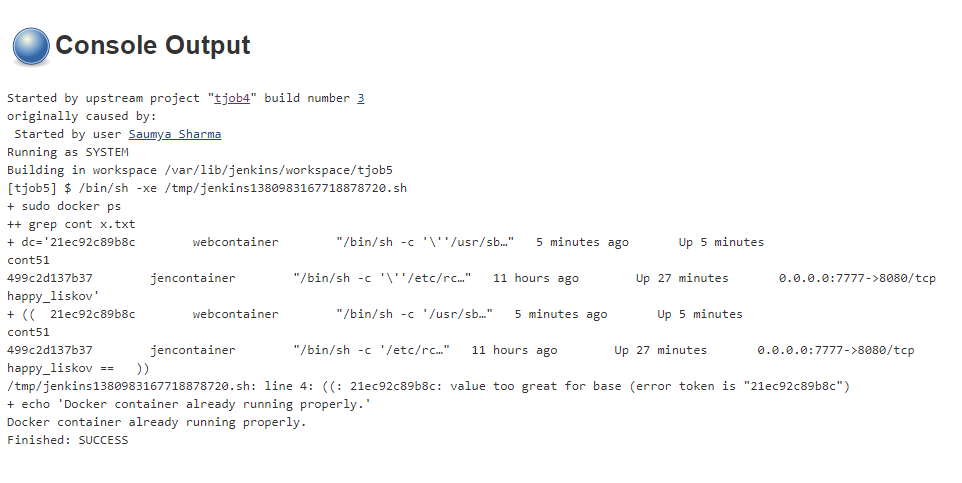 Console Output
Started by upstream project "tjob4" build number 3
originally caused by:
 Started by user Saumya Sharma
Running as SYSTEM
Building in workspace /var/lib/jenkins/workspace/tjob5
[tjob5] $ /bin/sh -xe /tmp/jenkins1380983167718878720.sh
+ sudo docker ps
++ grep cont x.txt
+ dc='21ec92c89b8c        webcontainer        "/bin/sh -c '\''/usr/sb…"   5 minutes ago       Up 5 minutes
cont51
499c2d137b37        jencontainer        "/bin/sh -c '\''/etc/rc…"   11 hours ago        Up 27 minutes       0.0.0.0:7777->8080/tcp
happy_liskov'
+ ((  21ec92c89b8c        webcontainer        "/bin/sh -c '/usr/sb…"   5 minutes ago       Up 5 minutes
cont51
499c2d137b37        jencontainer        "/bin/sh -c '/etc/rc…"   11 hours ago        Up 27 minutes       0.0.0.0:7777->8080/tcp
happy_liskov ==   ))
/tmp/jenkins1380983167718878720.sh: line 4: ((: 21ec92c89b8c: value too great for base (error token is "21ec92c89b8c")
+ echo 'Docker container already running properly.'
Docker container already running properly.
Finished: SUCCESS